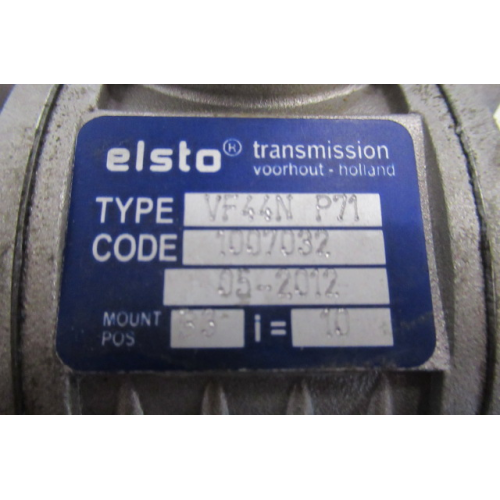 elsto® transmission
voorhout - holland
TYPE VF44N P71
CODE 1007032
05-2012
MOUNT POS i= 10